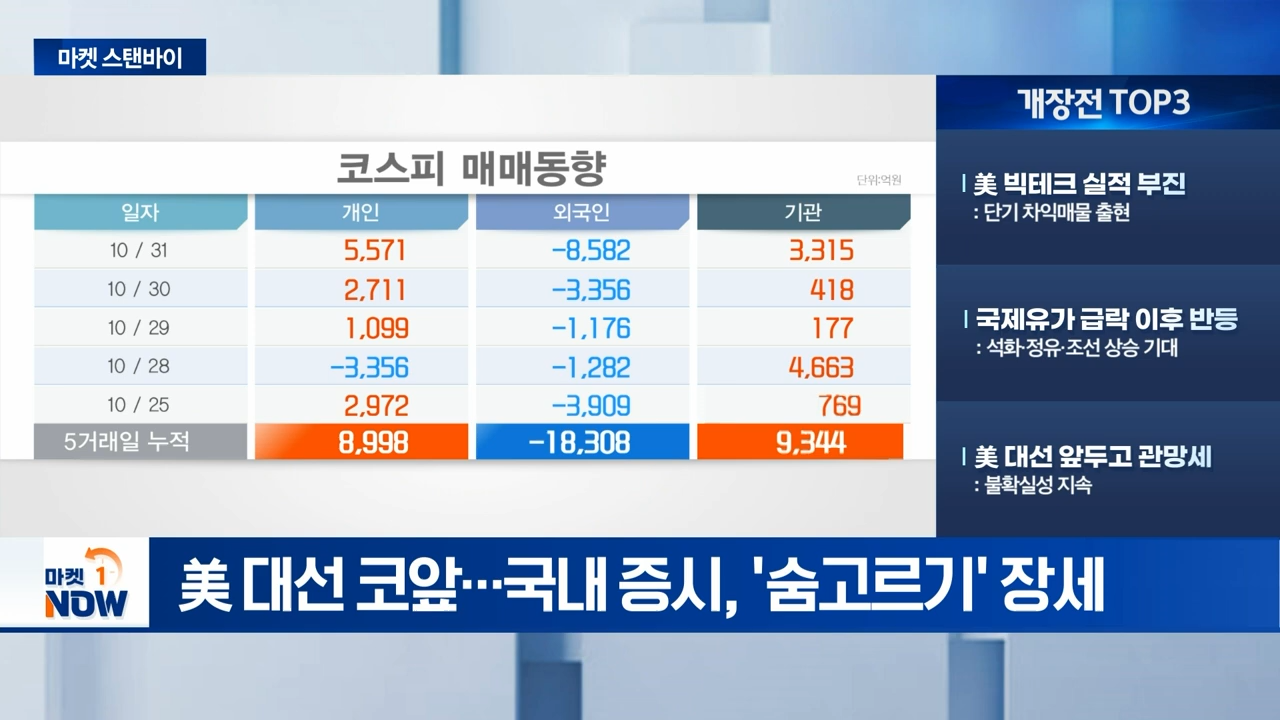 마켓 스탠바이
코스피 매매동향
단위:억원
일자 개인 외국인 기관
10 / 31 5,571 -8,582 3,315
10 / 30 2,711 -3,356 418
10 / 29 1,099 -1,176 177
10 / 28 -3,356 -1,282 4,663
10 / 25 2,972 -3,909 769
5거래일 누적 8,998 -18,308 9,344
개장전 TOP3
美 빅테크 실적 부진
: 단기 차익매물 출현
국제유가 급락 이후 반등
: 석화·정유·조선 상승 기대
美 대선 앞두고 관망세
: 불확실성 지속
마켓 1
NOW
美 대선 코앞…국내 증시, '숨고르기' 장세